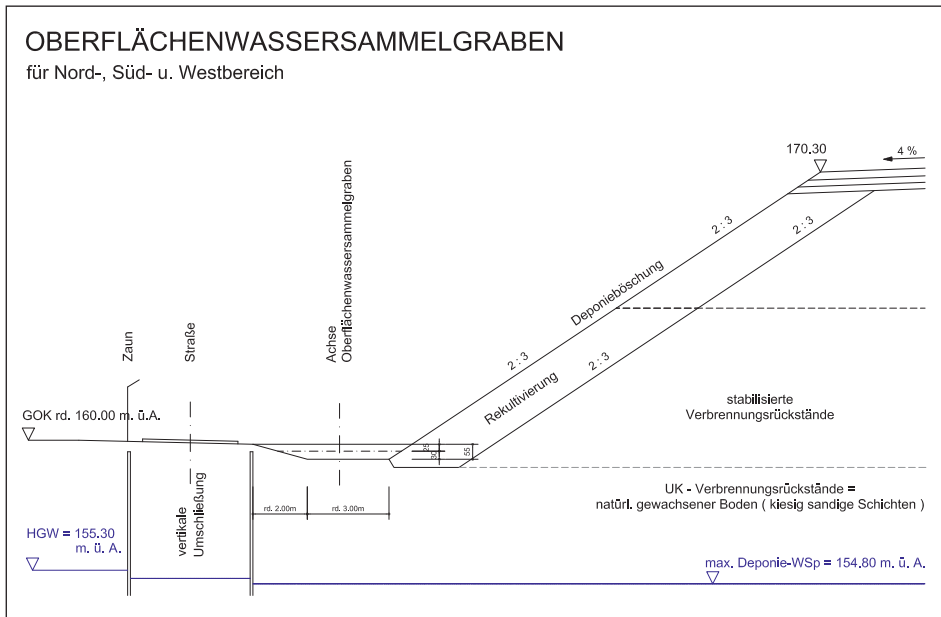 OBERFLÄCHENWASSERSAMMELGRABEN
für Nord-, Süd- u. Westbereich
170.30
4 %
2 : 3
2 : 3
Deponieböschung
Zaun
Straße
Achse
Oberflächenwassersammelgraben
2 : 3
2 : 3
Rekultivierung
stabilisierte
Verbrennungsrückstände
GOK rd. 160.00 m. ü.A.
25
30
55
UK - Verbrennungsrückstände =
natürl. gewachsener Boden ( kiesig sandige Schichten )
vertikale
Umschließung
rd. 2.00m
rd. 3.00m
HGW = 155.30
m. ü. A.
max. Deponie-WSp = 154.80 m. ü. A.